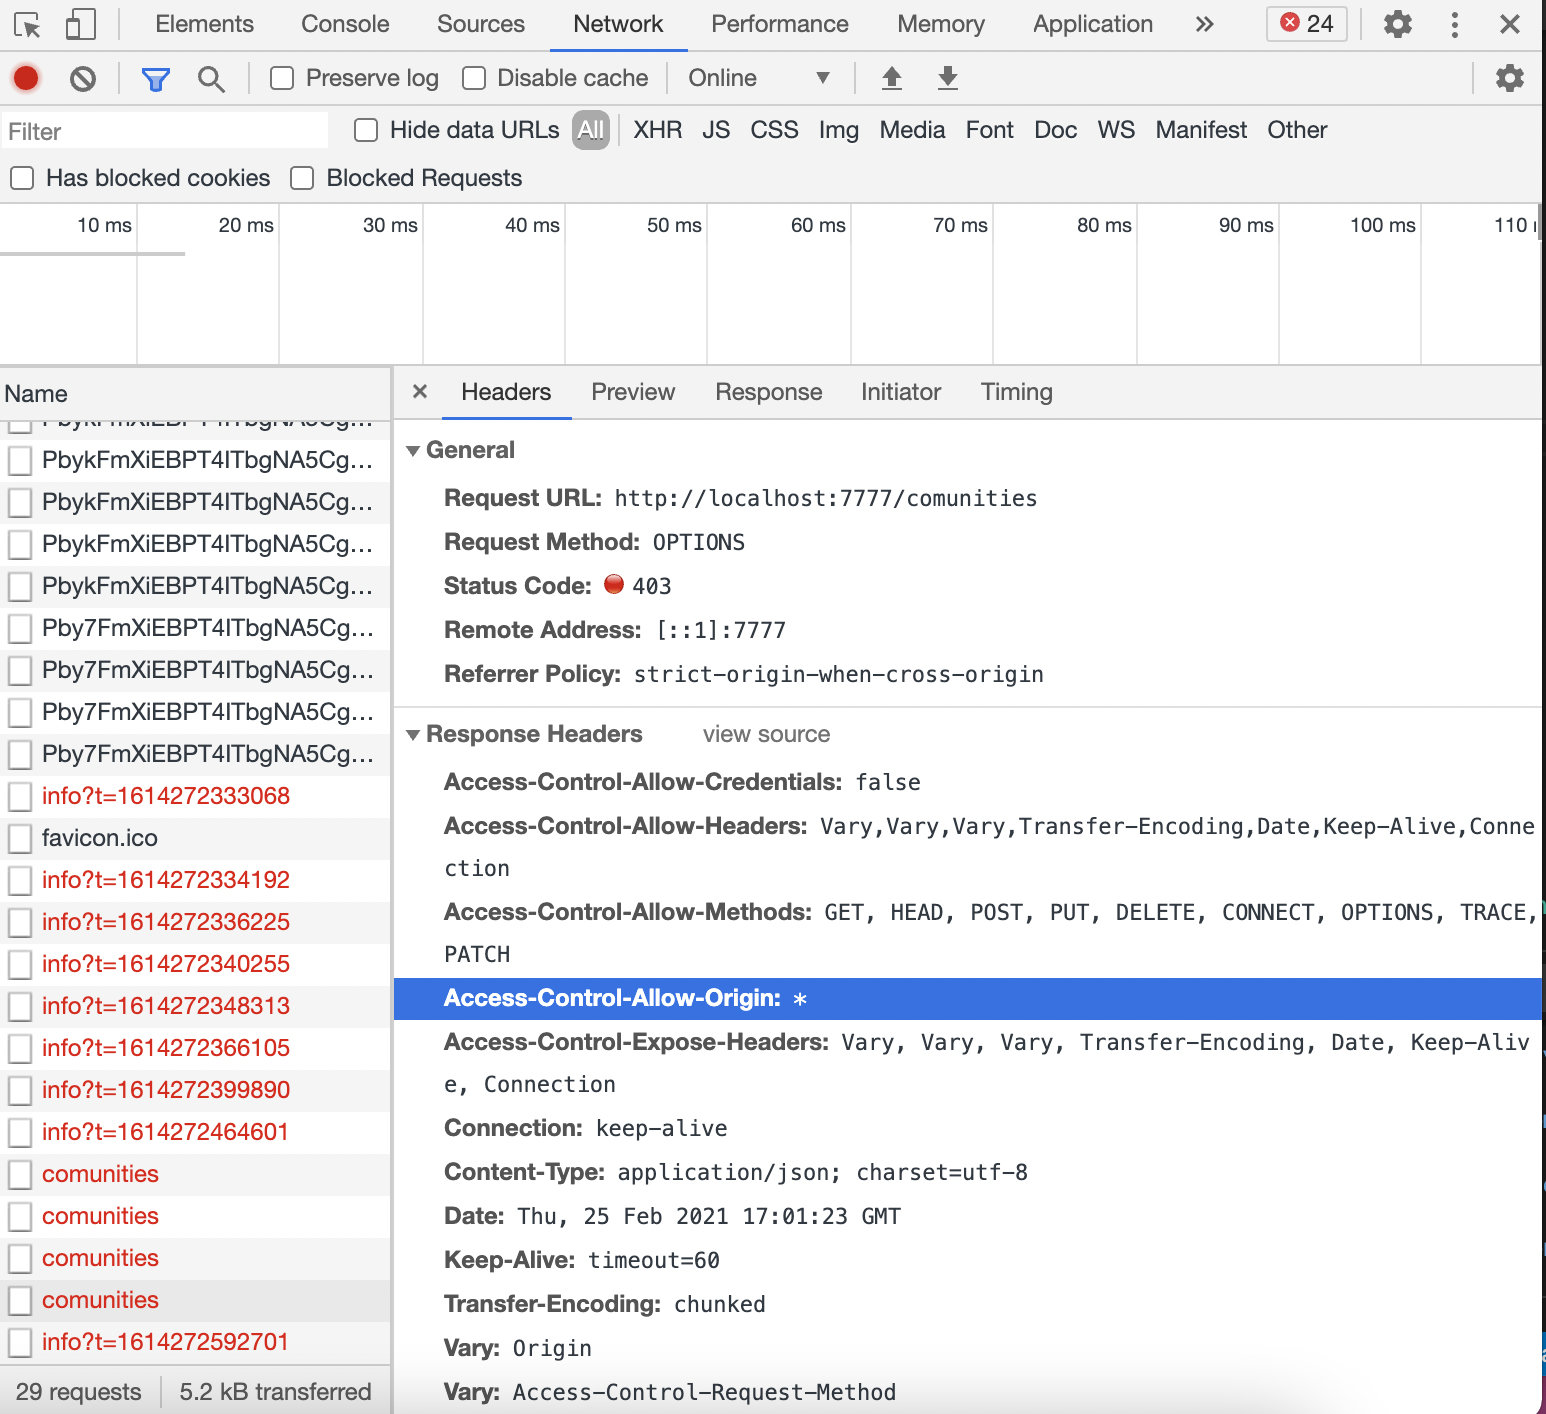 Elements Console Sources Network Performance Memory Application » 24
Preserve log Disable cache Online
Filter Hide data URLs All XHR JS CSS Img Media Font Doc WS Manifest Other
Has blocked cookies Blocked Requests
10 ms 20 ms 30 ms 40 ms 50 ms 60 ms 70 ms 80 ms 90 ms 100 ms 110
Name
PbykFmXiEBPT4ITbgNA5Cg...
PbykFmXiEBPT4ITbgNA5Cg...
PbykFmXiEBPT4ITbgNA5Cg...
PbykFmXiEBPT4ITbgNA5Cg...
PbykFmXiEBPT4ITbgNA5Cg...
Pby7FmXiEBPT4ITbgNA5Cg...
Pby7FmXiEBPT4ITbgNA5Cg...
Pby7FmXiEBPT4ITbgNA5Cg...
Pby7FmXiEBPT4ITbgNA5Cg...
info?t=1614272333068
favicon.ico
info?t=1614272334192
info?t=1614272336225
info?t=1614272340255
info?t=1614272348313
info?t=1614272366105
info?t=1614272399890
info?t=1614272464601
comunities
comunities
comunities
comunities
info?t=1614272592701
29 requests 5.2 kB transferred
× Headers Preview Response Initiator Timing
General
Request URL: http://localhost:7777/comunities
Request Method: OPTIONS
Status Code: 403
Remote Address: [::1]:7777
Referrer Policy: strict-origin-when-cross-origin
Response Headers view source
Access-Control-Allow-Credentials: false
Access-Control-Allow-Headers: Vary,Vary,Vary,Transfer-Encoding,Date,Keep-Alive,Conne
ction
Access-Control-Allow-Methods: GET, HEAD, POST, PUT, DELETE, CONNECT, OPTIONS, TRACE,
PATCH
Access-Control-Allow-Origin: *
Access-Control-Expose-Headers: Vary, Vary, Vary, Transfer-Encoding, Date, Keep-Aliv
e, Connection
Connection: keep-alive
Content-Type: application/json; charset=utf-8
Date: Thu, 25 Feb 2021 17:01:23 GMT
Keep-Alive: timeout=60
Transfer-Encoding: chunked
Vary: Origin
Vary: Access-Control-Request-Method